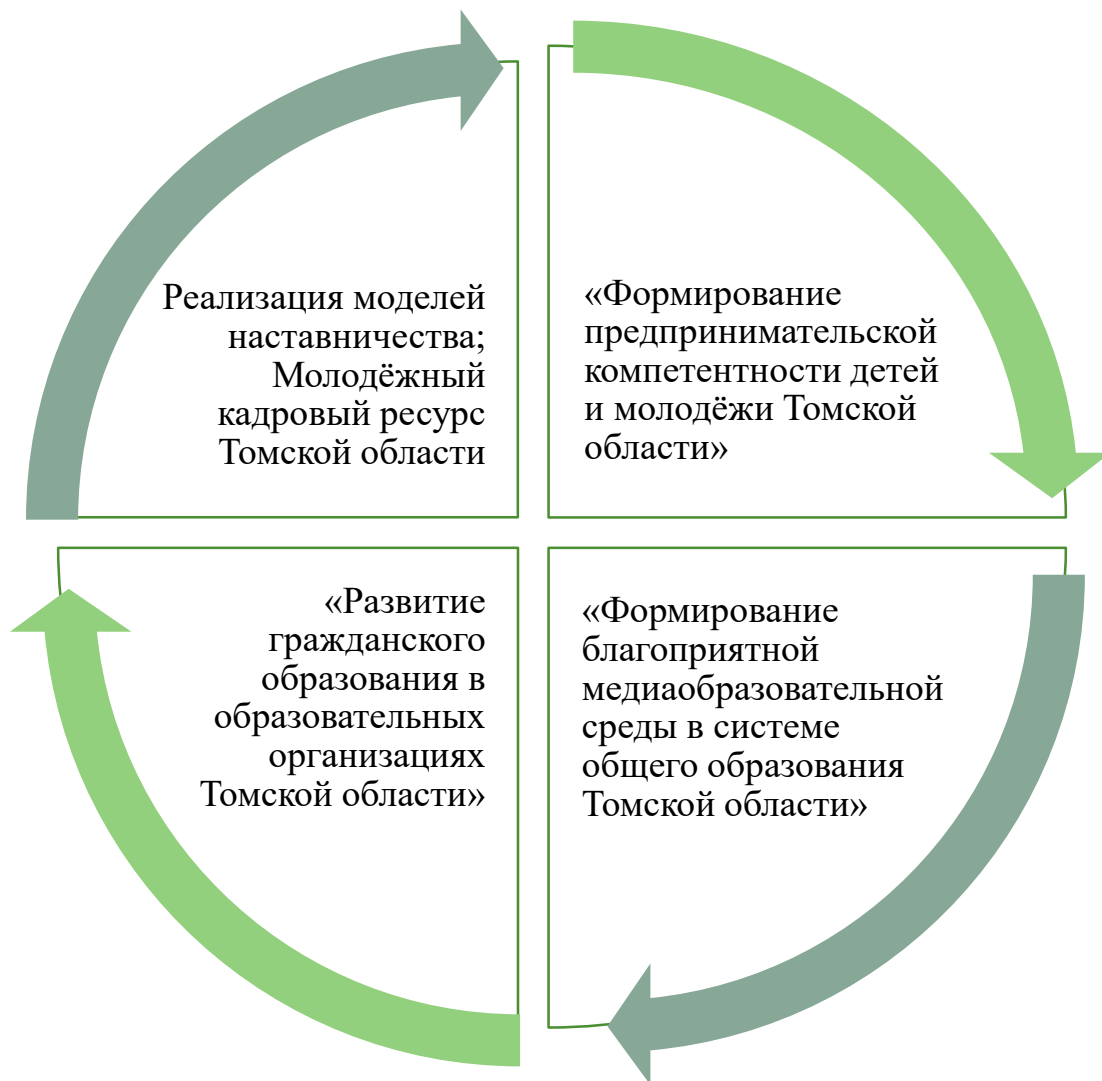 Реализация моделей
наставничества;
Молодёжный
кадровый ресурс
Томской области
«Формирование
предпринимательской
компетентности детей
и молодёжи Томской
области»
«Развитие
гражданского
образования в
образовательных
организациях
Томской области»
«Формирование
благоприятной
медиаобразовательной
среды в системе
общего образования
Томской области»